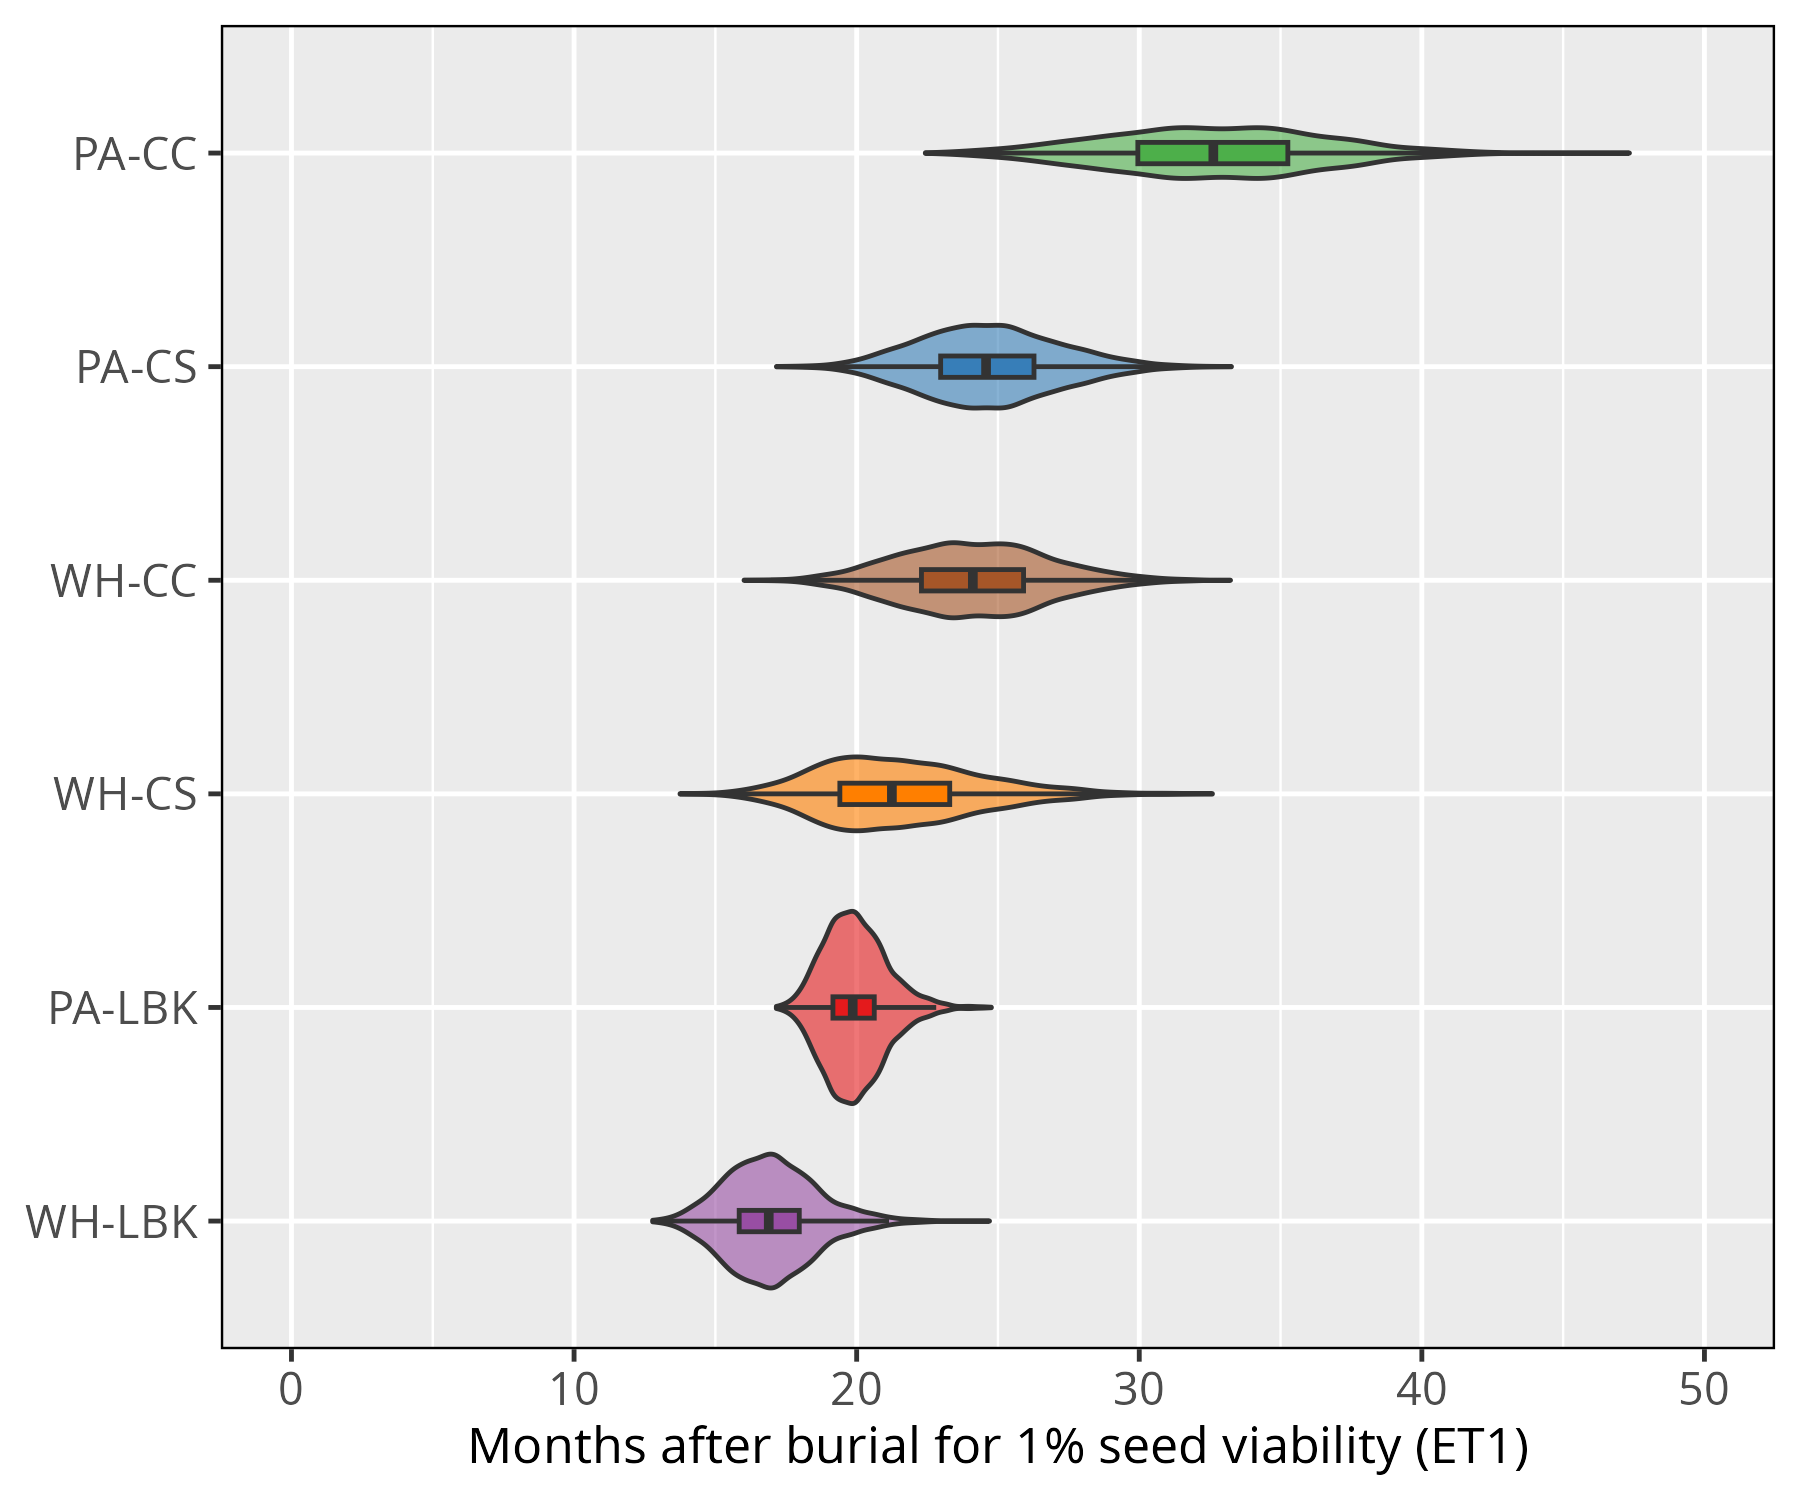 PA-CC
PA-CS
WH-CC
WH-CS
PA-LBK
WH-LBK
0 10 20 30 40 50
Months after burial for 1% seed viability (ET1)